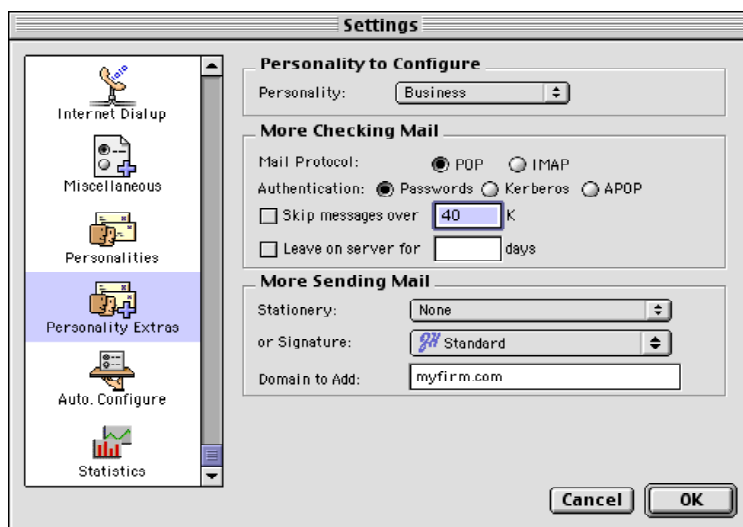 Settings
Internet Dialup
Miscellaneous
Personalities
Personality Extras
Auto. Configure
Statistics
Personality to Configure
Personality: Business
More Checking Mail
Mail Protocol: POP IMAP
Authentication: Passwords Kerberos APOP
Skip messages over 40 K
Leave on server for days
More Sending Mail
Stationery: None
or Signature: Standard
Domain to Add: myfirm.com
Cancel OK